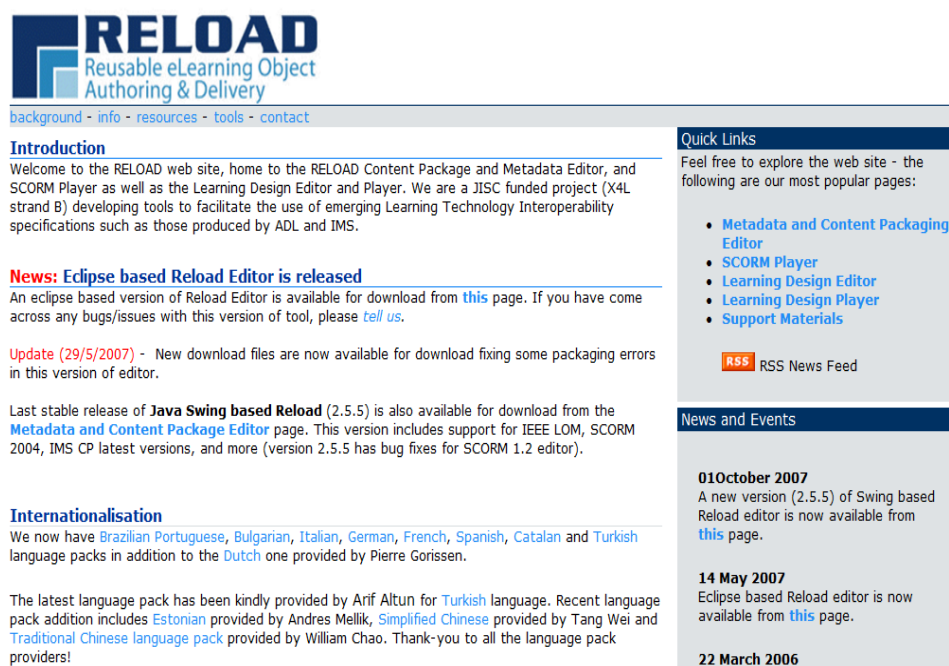 RELOAD
Reusable eLearning Object
Authoring & Delivery
background - info - resources - tools - contact
Introduction
Welcome to the RELOAD web site, home to the RELOAD Content Package and Metadata Editor, and
SCORM Player as well as the Learning Design Editor and Player. We are a JISC funded project (X4L
strand B) developing tools to facilitate the use of emerging Learning Technology Interoperability
specifications such as those produced by ADL and IMS.
News: Eclipse based Reload Editor is released
An eclipse based version of Reload Editor is available for download from this page. If you have come
across any bugs/issues with this version of tool, please tell us.
Update (29/5/2007) - New download files are now available for download fixing some packaging errors
in this version of editor.
Last stable release of Java Swing based Reload (2.5.5) is also available for download from the
Metadata and Content Package Editor page. This version includes support for IEEE LOM, SCORM
2004, IMS CP latest versions, and more (version 2.5.5 has bug fixes for SCORM 1.2 editor).
Internationalisation
We now have Brazilian Portuguese, Bulgarian, Italian, German, French, Spanish, Catalan and Turkish
language packs in addition to the Dutch one provided by Pierre Gorissen.
The latest language pack has been kindly provided by Arif Altun for Turkish language. Recent language
pack addition includes Estonian provided by Andres Mellik, Simplified Chinese provided by Tang Wei and
Traditional Chinese language pack provided by William Chao. Thank-you to all the language pack
providers!
Quick Links
Feel free to explore the web site - the
following are our most popular pages:
• Metadata and Content Packaging
Editor
• SCORM Player
• Learning Design Editor
• Learning Design Player
• Support Materials
RSS RSS News Feed
News and Events
01October 2007
A new version (2.5.5) of Swing based
Reload editor is now available from
this page.
14 May 2007
Eclipse based Reload editor is now
available from this page.
22 March 2006